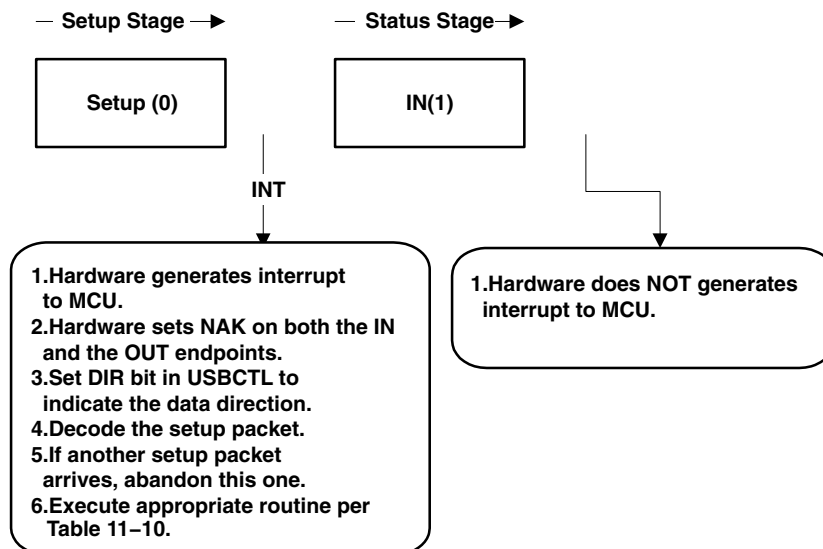 Setup Stage
Status Stage
Setup (0)
IN(1)
INT
1.Hardware generates interrupt
to MCU.
2.Hardware sets NAK on both the IN
and the OUT endpoints.
3.Set DIR bit in USBCTL to
indicate the data direction.
4.Decode the setup packet.
5.If another setup packet
arrives, abandon this one.
6.Execute appropriate routine per
Table 11−10.
1.Hardware does NOT generates
interrupt to MCU.